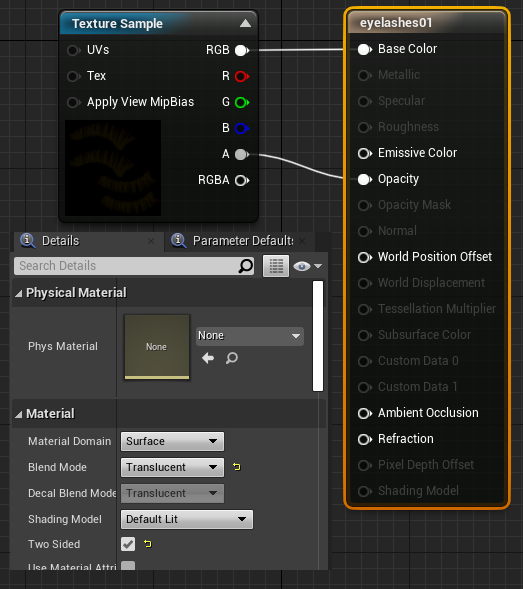 Texture Sample
UVs
RGB
Tex
R
Apply View MipBias
G
B
A
RGBA
eyelashes01
Base Color
Metallic
Specular
Roughness
Emissive Color
Opacity
Opacity Mask
Normal
World Position Offset
World Displacement
Tessellation Multiplier
Subsurface Color
Custom Data 0
Custom Data 1
Ambient Occlusion
Refraction
Pixel Depth Offset
Shading Model
Details
Parameter Defaults
Search Details
Physical Material
Phys Material
None
None
Material
Material Domain
Surface
Blend Mode
Translucent
Decal Blend Mode
Translucent
Shading Model
Default Lit
Two Sided
Use Material Attri